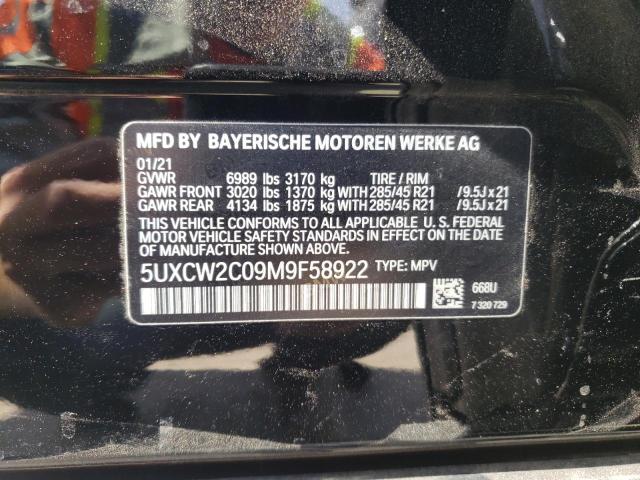 MFD BY BAYERISCHE MOTOREN WERKE AG
01/21
GVWR 6989 lbs 3170 kg TIRE / RIM
GAWR FRONT 3020 lbs 1370 kg WITH 285/45 R21 /9.5J x 21
GAWR REAR 4134 lbs 1875 kg WITH 285/45 R21 /9.5J x 21
THIS VEHICLE CONFORMS TO ALL APPLICABLE U. S. FEDERAL
MOTOR VEHICLE SAFETY STANDARDS IN EFFECT ON THE DATE
OF MANUFACTURE SHOWN ABOVE.
5UXCW2C09M9F58922 TYPE: MPV
668U
7 320 729